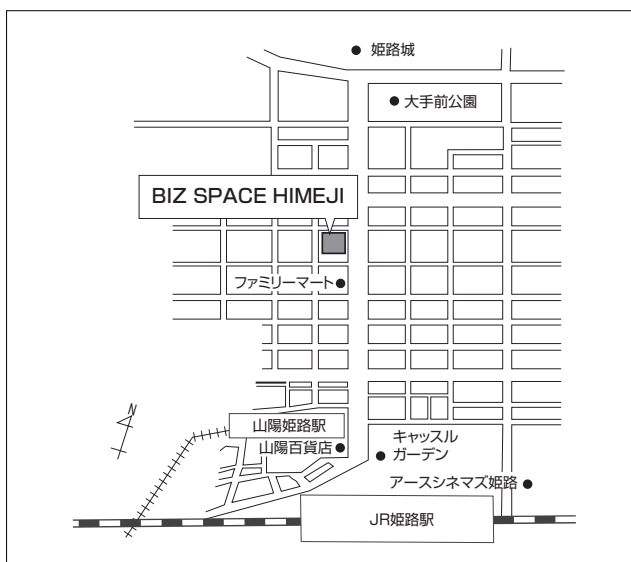 姫路城
大手前公園
BIZ SPACE HIMEJI
ファミリーマート
N
山陽姫路駅
山陽百貨店
キャッスル
ガーデン
アースシネマズ姫路
JR姫路駅